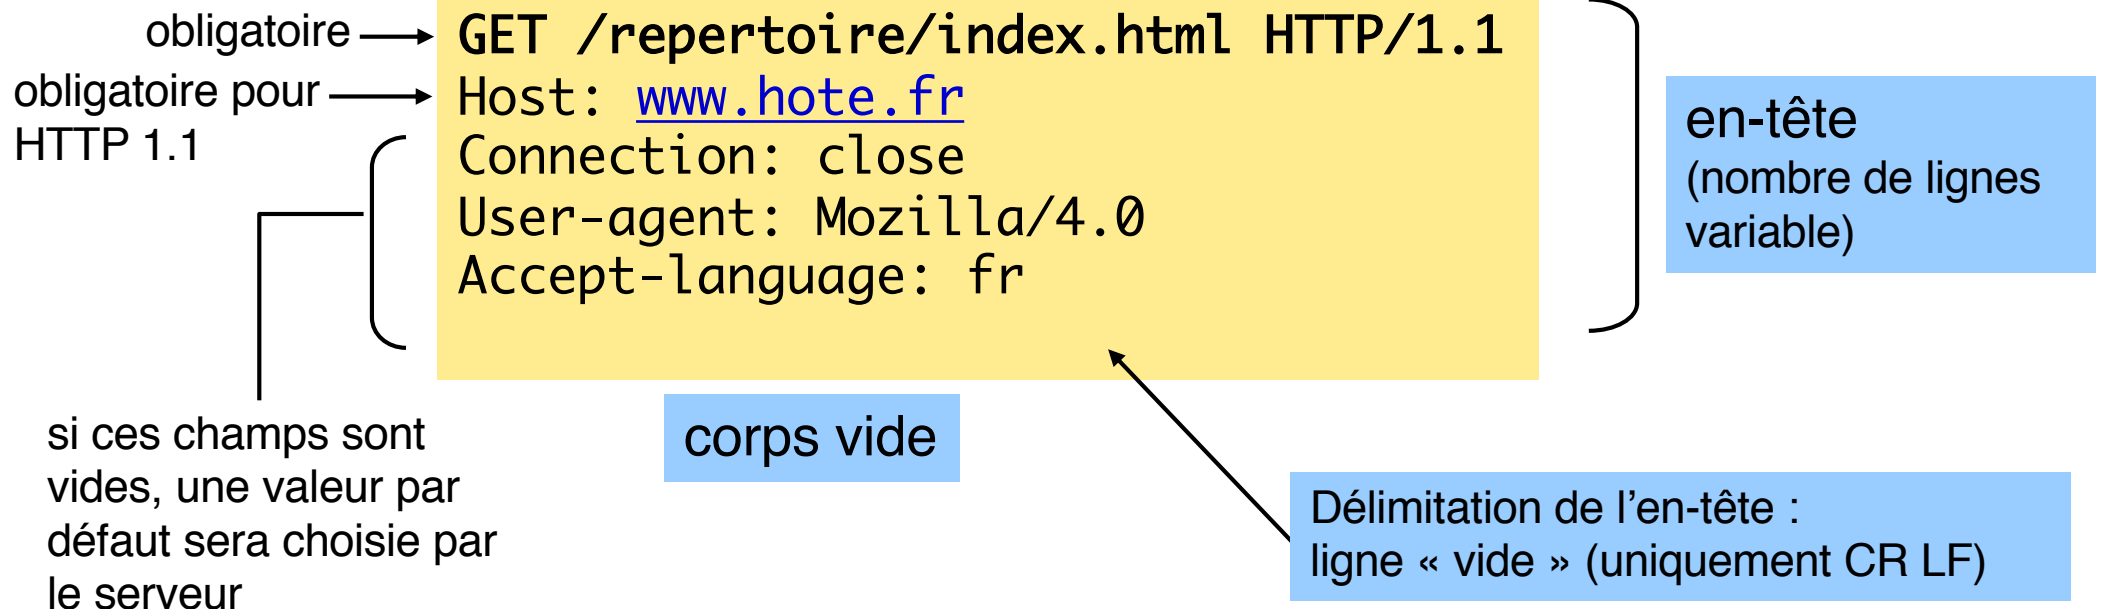 obligatoire
GET /repertoire/index.html HTTP/1.1
obligatoire pour
HTTP 1.1
Host: www.hote.fr
Connection: close
User-agent: Mozilla/4.0
Accept-language: fr
en-tête
(nombre de lignes
variable)
si ces champs sont
vides, une valeur par
défaut sera choisie par
le serveur
corps vide
Délimitation de l’en-tête :
ligne « vide » (uniquement CR LF)